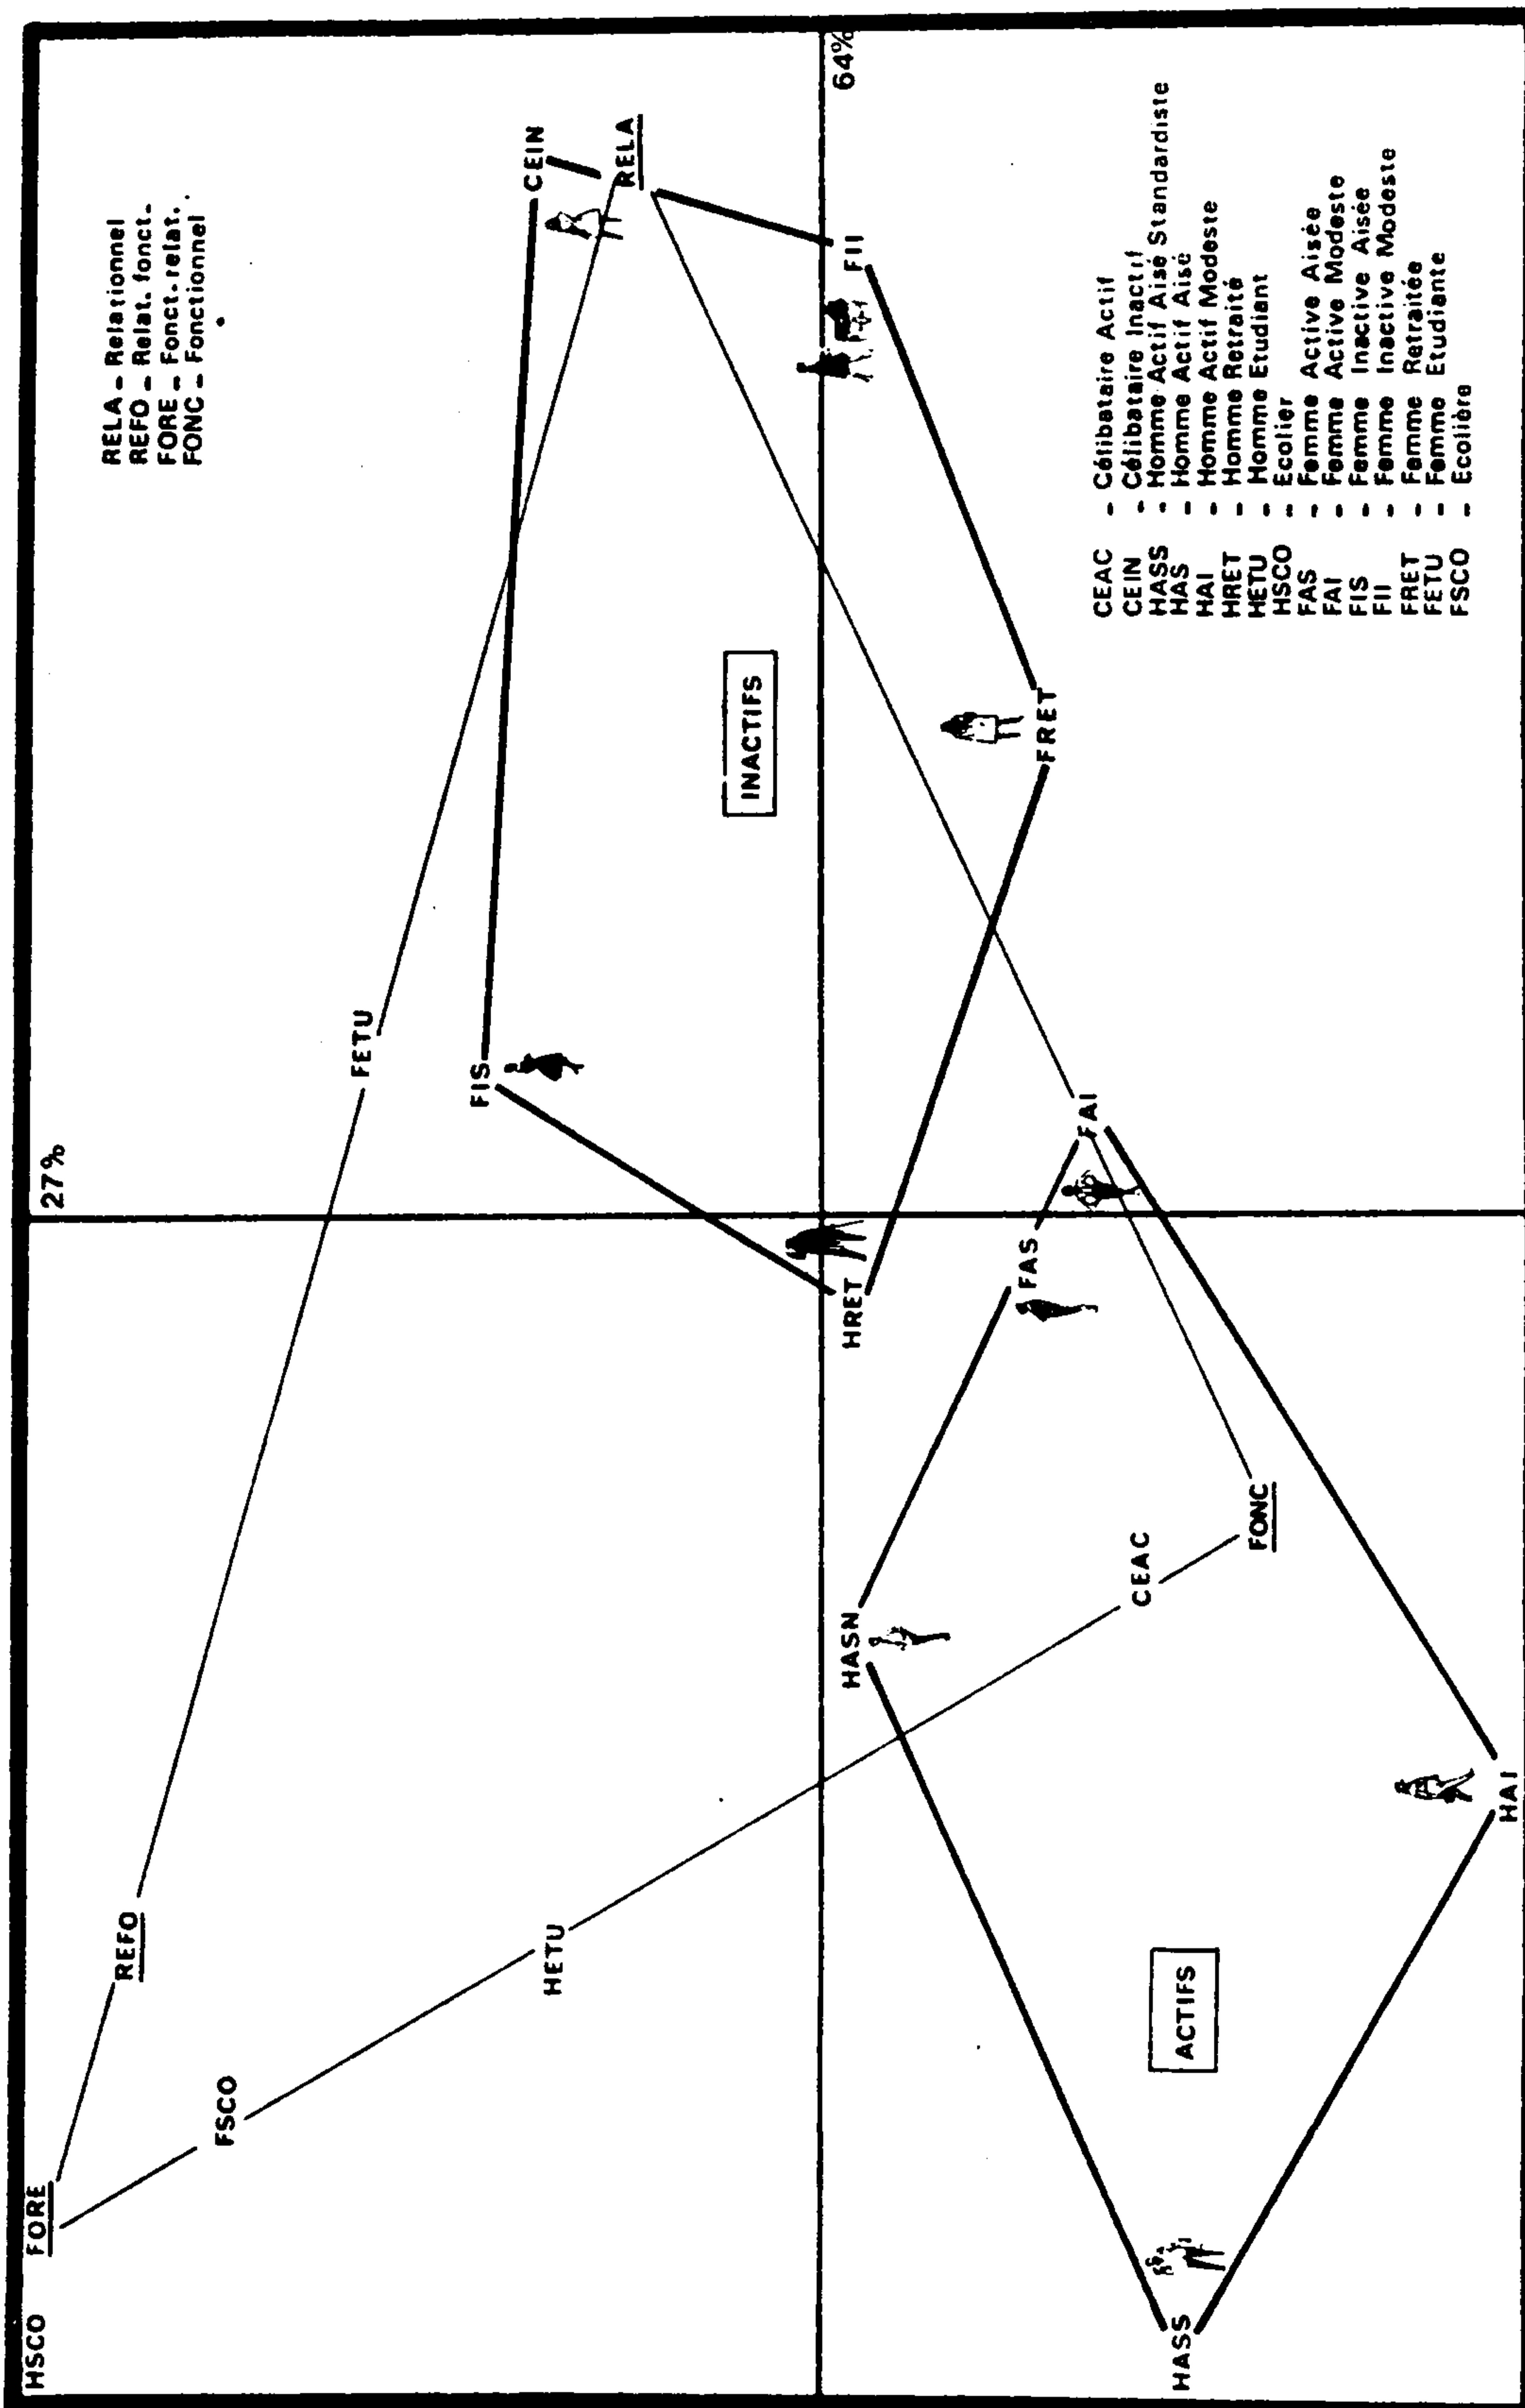 HSCO
FORE
REFO
FSCO
27%
RELA – Relationnel
REFO – Relat. fonct.
FORE – Fonct. relat.
FONC – Fonctionnel
FETU
FIS
CEIN
RELA
HETU
INACTIFS
64%
HASN
HRET
FII
FAS
FRET
FAI
CEAC
FONC
ACTIFS
HASS
HAI
CEAC – Célibataire Actif
CEIN – Célibataire Inactif
HASS – Homme Actif Aisé Standardiste
HAS – Homme Actif Aisé
HAI – Homme Actif Modeste
HRET – Homme Retraité
HETU – Homme Etudiant
HSCO – Ecolier
FAS – Femme Active Aisée
FAI – Femme Active Modeste
FIS – Femme Inactive Aisée
FII – Femme Inactive Modeste
FRET – Femme Retraitée
FETU – Femme Etudiante
FSCO – Ecolière